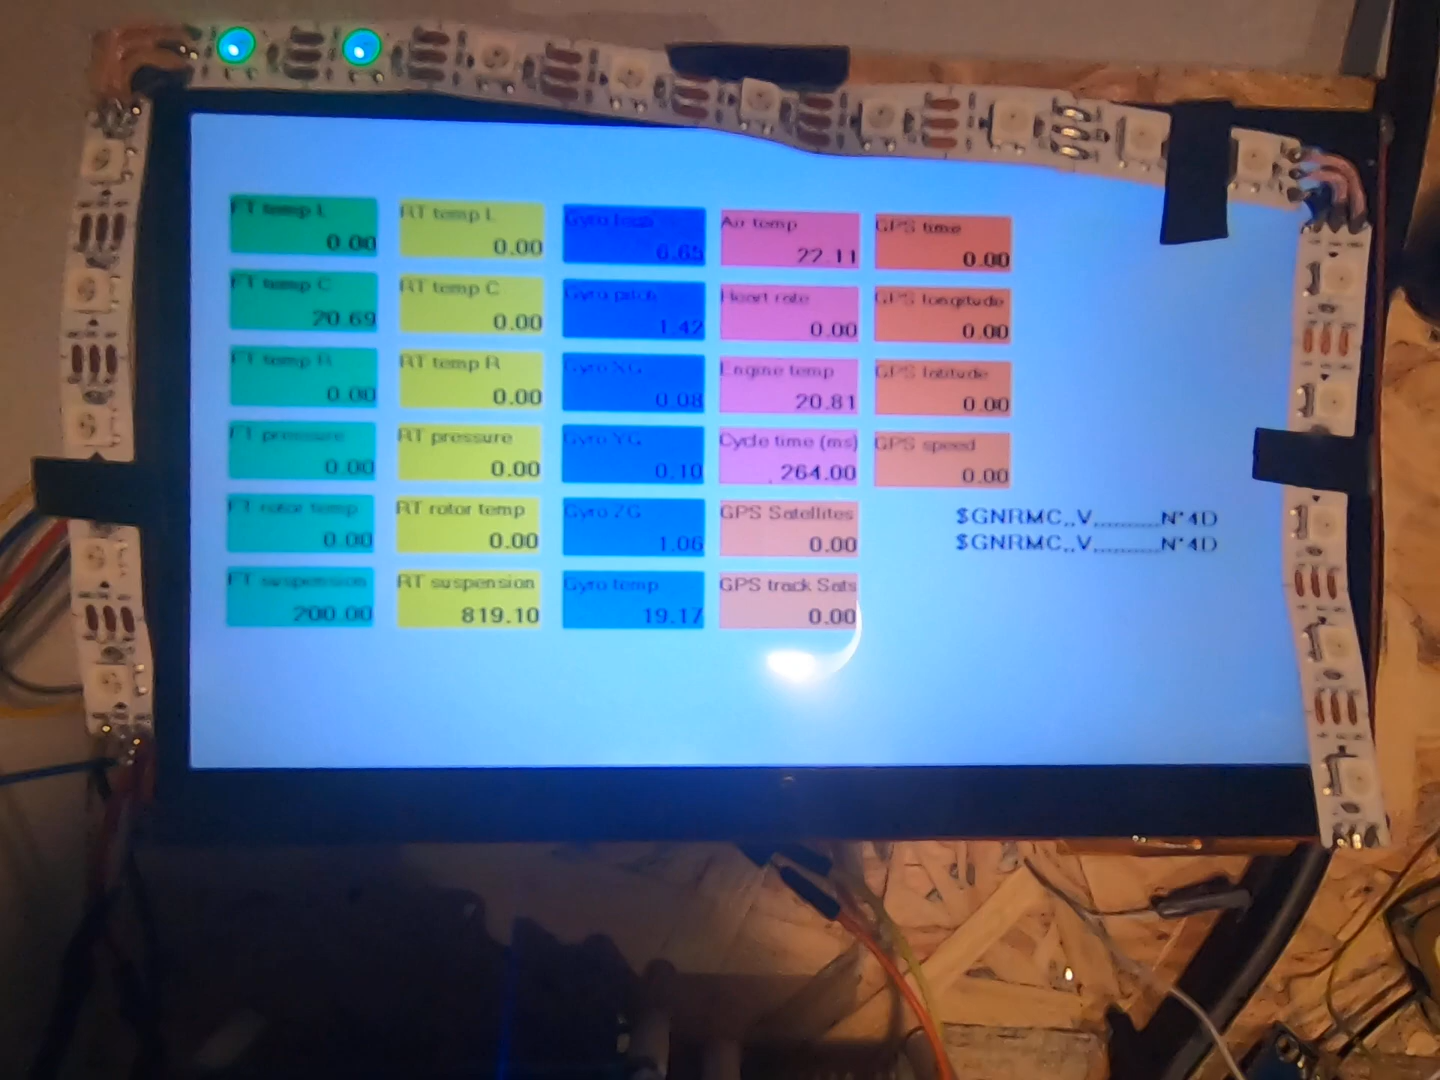 FT temp L
0.00
RT temp L
0.00
Gyro lean
6.65
Air temp
22.11
GPS time
0.00
FT temp C
20.69
RT temp C
0.00
Gyro pitch
1.42
Heart rate
0.00
GPS longitude
0.00
FT temp R
0.00
RT temp R
0.00
Gyro XG
0.08
Engine temp
20.81
GPS latitude
0.00
FT pressure
0.00
RT pressure
0.00
Gyro YG
0.10
Cycle time (ms)
264.00
GPS speed
0.00
FT rotor temp
0.00
RT rotor temp
0.00
Gyro ZG
1.06
GPS Satellites
0.00
$GNRMC,,V,,,,,,,,,,N*4D
$GNRMC,,V,,,,,,,,,,N*4D
FT suspension
200.00
RT suspension
819.10
Gyro temp
19.17
GPS track Sats
0.00